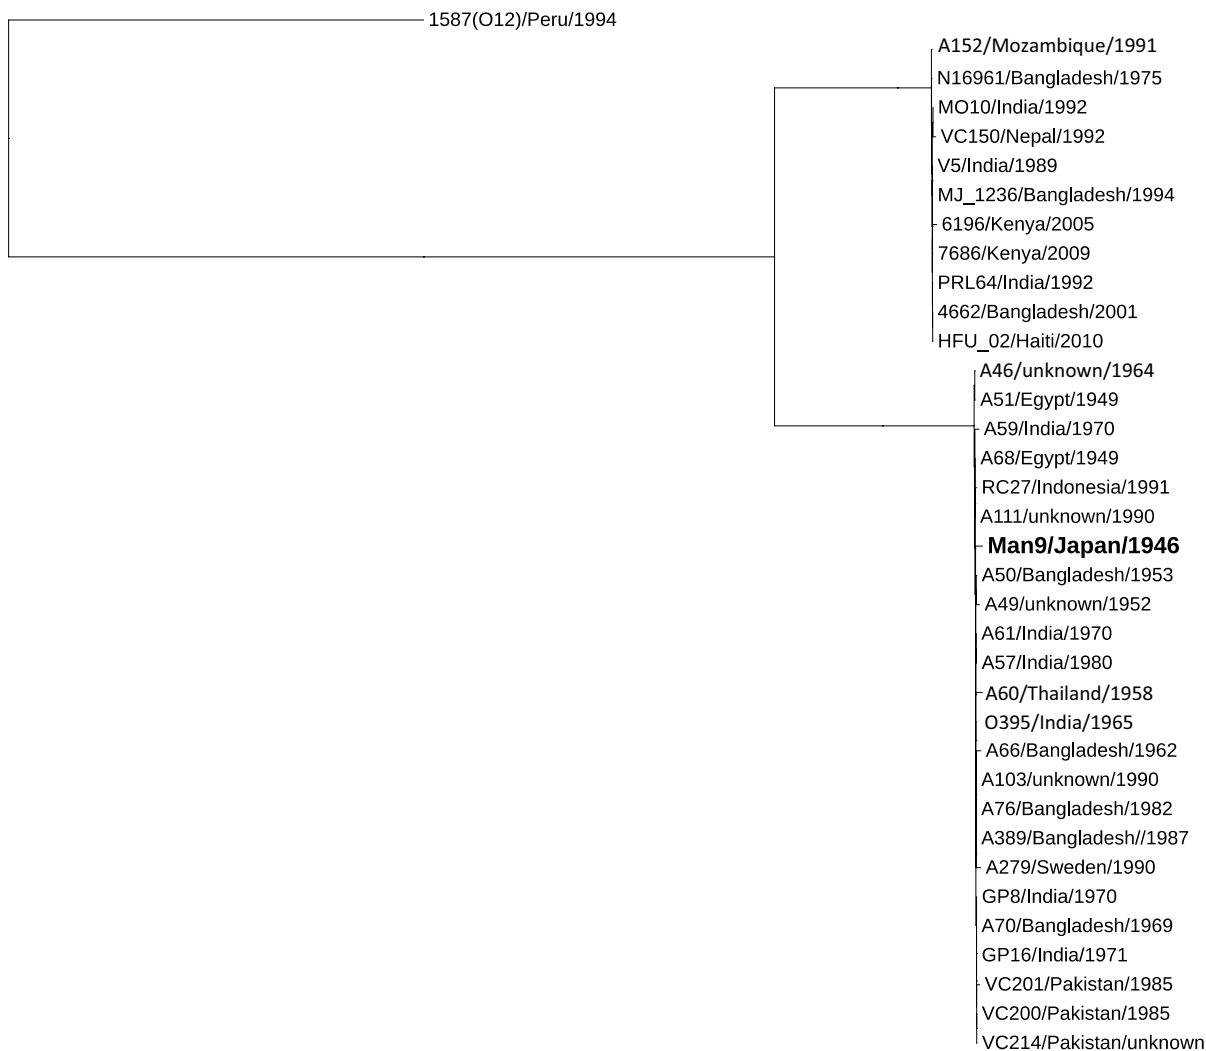 1587(O12)/Peru/1994
A152/Mozambique/1991
N16961/Bangladesh/1975
MO10/India/1992
VC150/Nepal/1992
V5/India/1989
MJ_1236/Bangladesh/1994
6196/Kenya/2005
7686/Kenya/2009
PRL64/India/1992
4662/Bangladesh/2001
HFU_02/Haiti/2010
A46/unknown/1964
A51/Egypt/1949
A59/India/1970
A68/Egypt/1949
RC27/Indonesia/1991
A111/unknown/1990
Man9/Japan/1946
A50/Bangladesh/1953
A49/unknown/1952
A61/India/1970
A57/India/1980
A60/Thailand/1958
O395/India/1965
A66/Bangladesh/1962
A103/unknown/1990
A76/Bangladesh/1982
A389/Bangladesh//1987
A279/Sweden/1990
GP8/India/1970
A70/Bangladesh/1969
GP16/India/1971
VC201/Pakistan/1985
VC200/Pakistan/1985
VC214/Pakistan/unknown